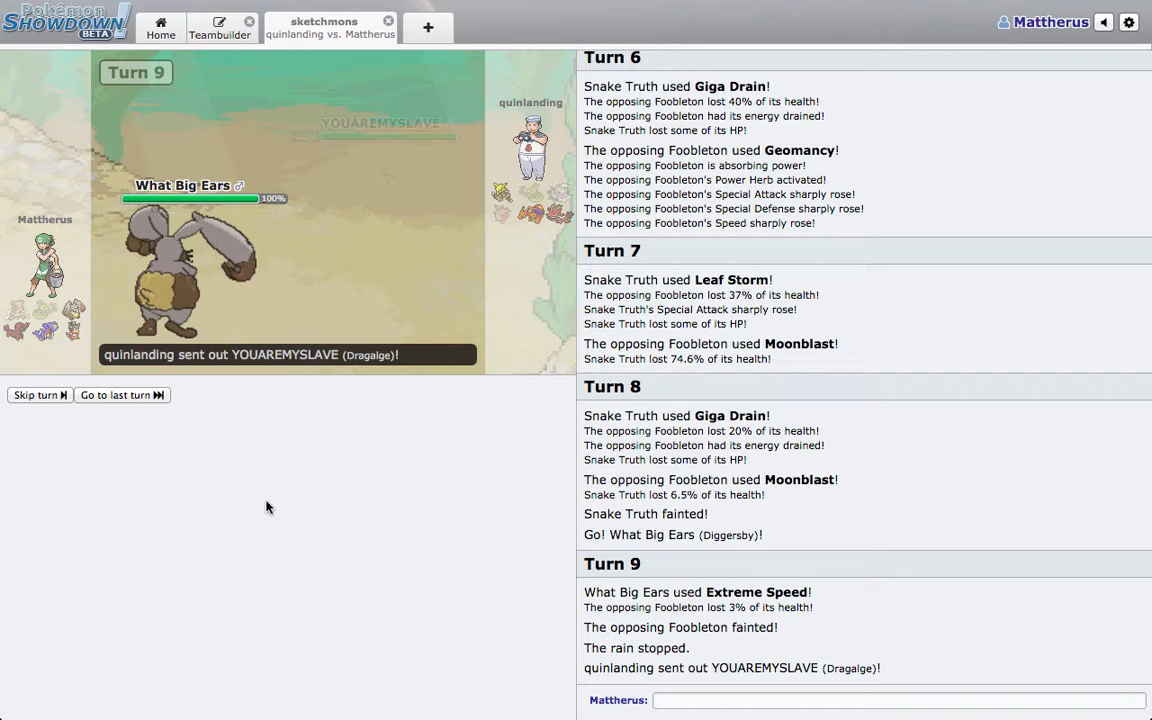 Pokémon
SHOWDOWN!
BETA
Home
Teambuilder
sketchmons
quinlanding vs. Mattherus
+
Mattherus
Turn 9
quinlanding
YOUAREMYSLAVE
What Big Ears ♂
100%
Mattherus
quinlanding sent out YOUAREMYSLAVE (Dragalge)!
Skip turn
Go to last turn
Turn 6
Snake Truth used Giga Drain!
The opposing Foobleton lost 40% of its health!
The opposing Foobleton had its energy drained!
Snake Truth lost some of its HP!
The opposing Foobleton used Geomancy!
The opposing Foobleton is absorbing power!
The opposing Foobleton's Power Herb activated!
The opposing Foobleton's Special Attack sharply rose!
The opposing Foobleton's Special Defense sharply rose!
The opposing Foobleton's Speed sharply rose!
Turn 7
Snake Truth used Leaf Storm!
The opposing Foobleton lost 37% of its health!
Snake Truth's Special Attack sharply rose!
Snake Truth lost some of its HP!
The opposing Foobleton used Moonblast!
Snake Truth lost 74.6% of its health!
Turn 8
Snake Truth used Giga Drain!
The opposing Foobleton lost 20% of its health!
The opposing Foobleton had its energy drained!
Snake Truth lost some of its HP!
The opposing Foobleton used Moonblast!
Snake Truth lost 6.5% of its health!
Snake Truth fainted!
Go! What Big Ears (Diggersby)!
Turn 9
What Big Ears used Extreme Speed!
The opposing Foobleton lost 3% of its health!
The opposing Foobleton fainted!
The rain stopped.
quinlanding sent out YOUAREMYSLAVE (Dragalge)!
Mattherus: